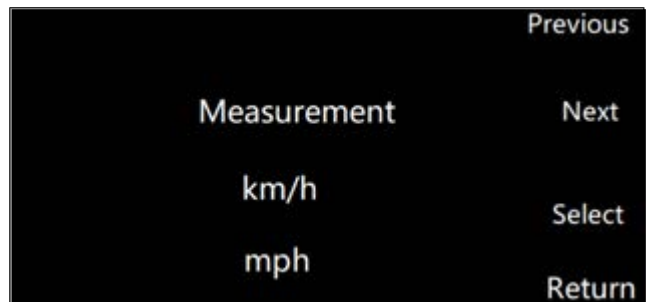 Previous
Measurement
Next
km/h
Select
mph
Return